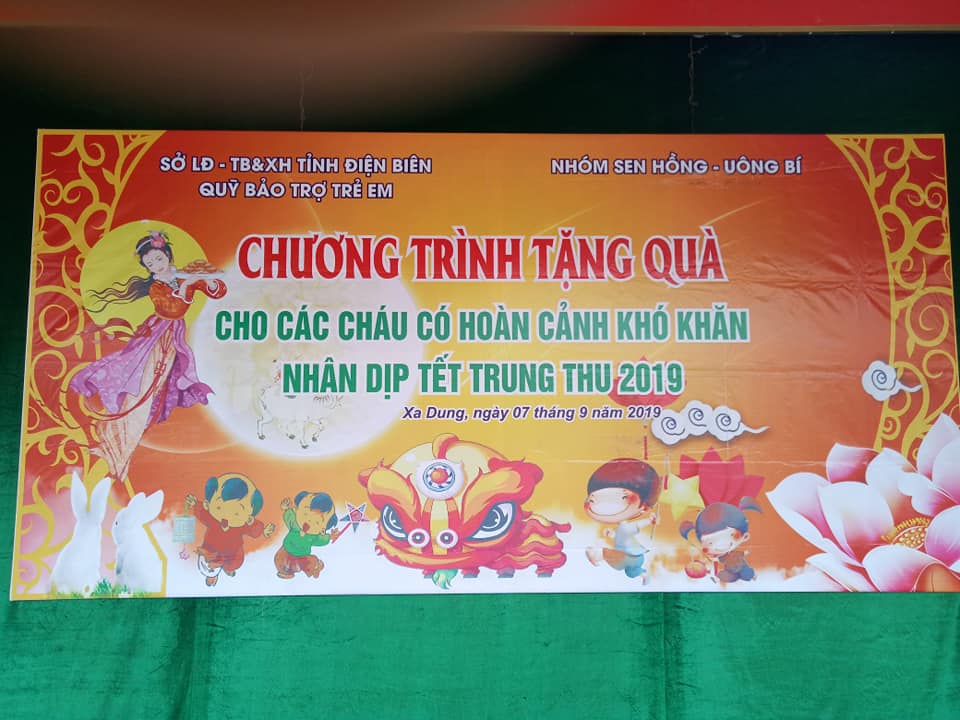 SỞ LĐ - TB&XH TỈNH ĐIỆN BIÊN
QUỸ BẢO TRỢ TRẺ EM
NHÓM SEN HỒNG - UÔNG BÍ
CHƯƠNG TRÌNH TẶNG QUÀ
CHO CÁC CHÁU CÓ HOÀN CẢNH KHÓ KHĂN
NHÂN DỊP TẾT TRUNG THU 2019
Xa Dung, ngày 07 tháng 9 năm 2019